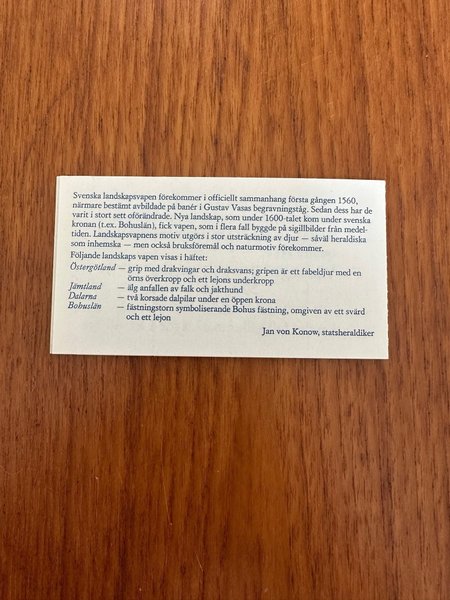 Svenska landskapsvapen förekommer i officiellt sammanhang första gången 1560,
närmare bestämt avbildade på banér i Gustav Vasas begravningståg. Sedan dess har de
varit i stort sett oförändrade. Nya landskap, som under 1600-talet kom under svenska
kronan (t.ex. Bohuslän), fick vapen, som i flera fall byggde på sigillbilder från medel-
tiden. Landskapsvapnens motiv utgörs i stor utsträckning av djur – såväl heraldiska
som inhemska – men också bruksföremål och naturmotiv förekommer.
Följande landskaps vapen visas i häftet:
Östergötland – grip med drakvingar och draksvans; gripen är ett fabeldjur med en
örns överkropp och ett lejons underkropp
Jämtland – älg anfallen av falk och jakthund
Dalarna – två korsade dalpilar under en öppen krona
Bohuslän – fästningstorn symboliserande Bohus fästning, omgiven av ett svärd
och ett lejon
Jan von Konow, statsheraldiker